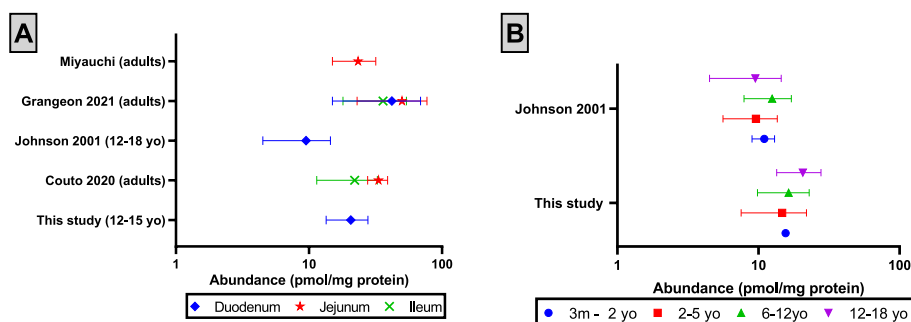 A
Miyauchi (adults)
Grangeon 2021 (adults)
Johnson 2001 (12-18 yo)
Couto 2020 (adults)
This study (12-15 yo)
1 10 100
Abundance (pmol/mg protein)
Duodenum Jejunum Ileum
B
Johnson 2001
This study
1 10 100
Abundance (pmol/mg protein)
3m - 2 yo 2-5 yo 6-12yo 12-18 yo